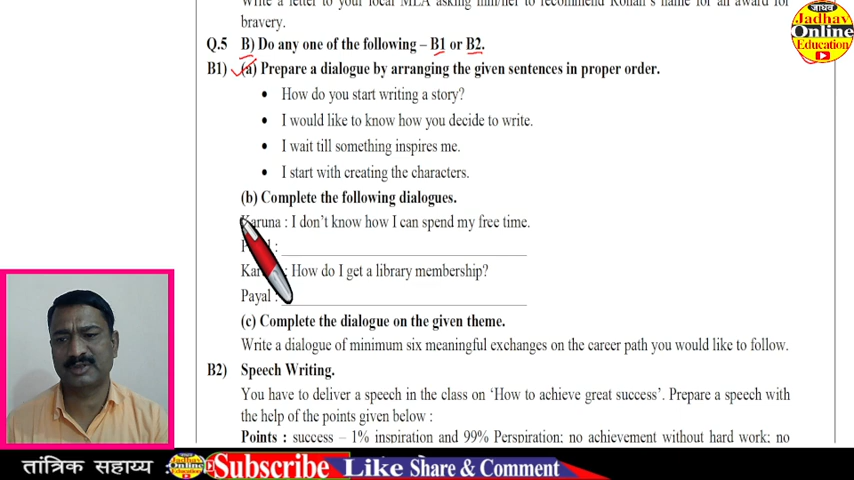 Write a letter to your local MLA asking him/her to recommend Rohan's name for an award for
bravery.
जाधव
Jadhav
Online
Education
Q.5 B) Do any one of the following – B1 or B2.
B1) (a) Prepare a dialogue by arranging the given sentences in proper order.
• How do you start writing a story?
• I would like to know how you decide to write.
• I wait till something inspires me.
• I start with creating the characters.
(b) Complete the following dialogues.
Karuna : I don't know how I can spend my free time.
:
: How do I get a library membership?
Payal :
(c) Complete the dialogue on the given theme.
Write a dialogue of minimum six meaningful exchanges on the career path you would like to follow.
B2) Speech Writing.
You have to deliver a speech in the class on ‘How to achieve great success’. Prepare a speech with
the help of the points given below :
Points : success – 1% inspiration and 99% Perspiration; no achievement without hard work; no
तांत्रिक सहाय्य : Jadhav Online Education Subscribe Like Share & Comment